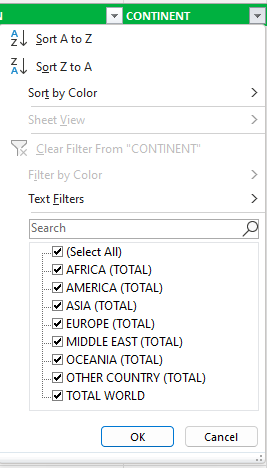 N CONTINENT
Sort A to Z
Sort Z to A
Sort by Color
Sheet View
Clear Filter From "CONTINENT"
Filter by Color
Text Filters
Search
(Select All)
AFRICA (TOTAL)
AMERICA (TOTAL)
ASIA (TOTAL)
EUROPE (TOTAL)
MIDDLE EAST (TOTAL)
OCEANIA (TOTAL)
OTHER COUNTRY (TOTAL)
TOTAL WORLD
OK Cancel